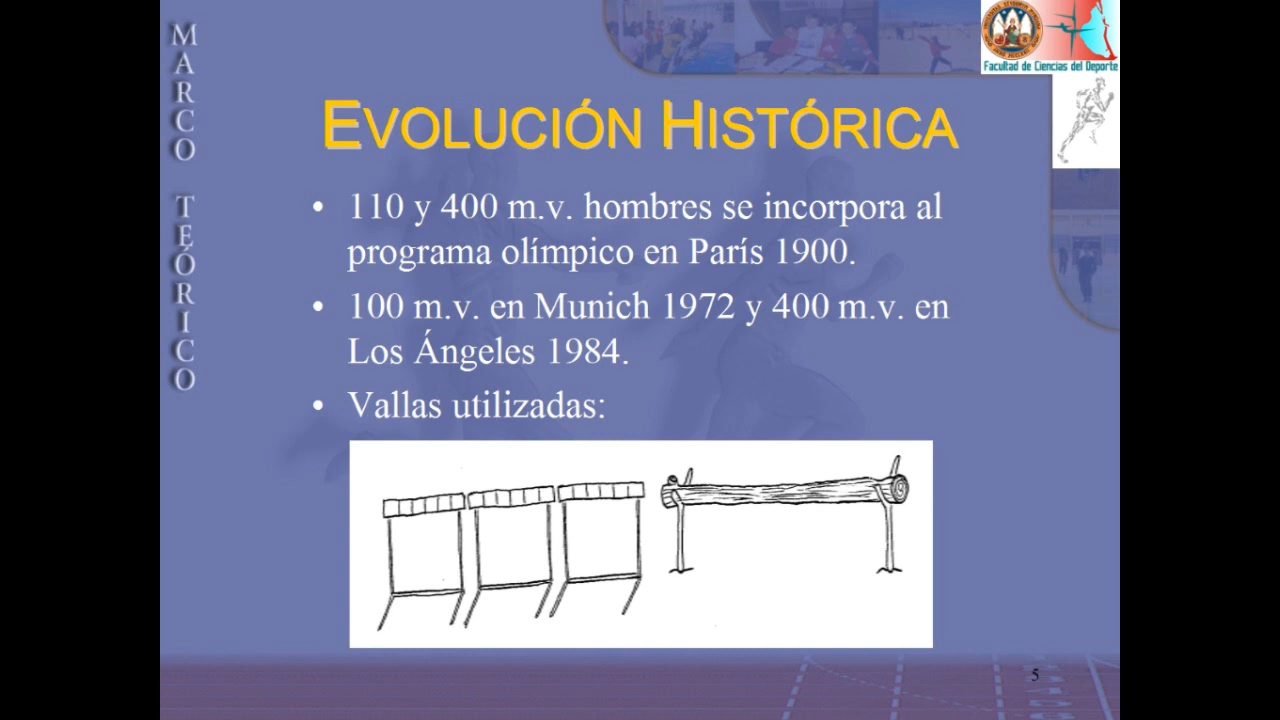 MARCO TEÓRICO
Facultad de Ciencias del Deporte
EVOLUCIÓN HISTÓRICA
• 110 y 400 m.v. hombres se incorpora al
programa olímpico en París 1900.
• 100 m.v. en Munich 1972 y 400 m.v. en
Los Ángeles 1984.
• Vallas utilizadas:
5